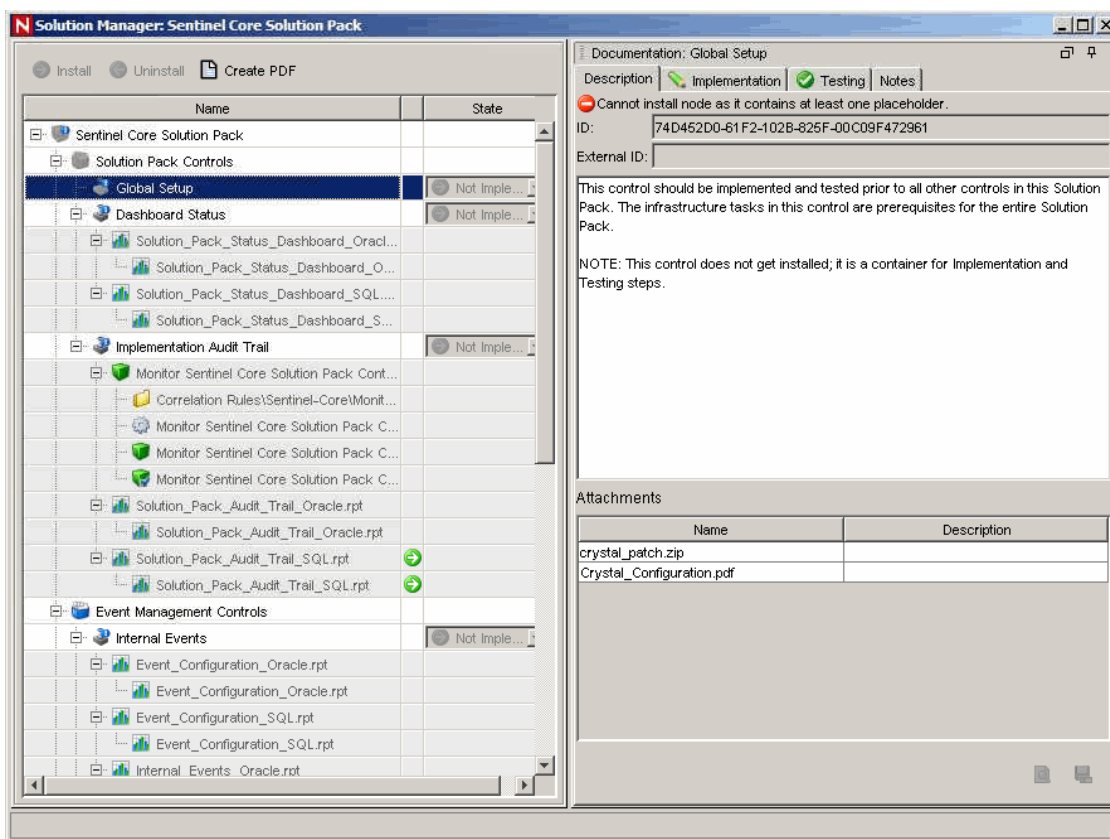 Solution Manager: Sentinel Core Solution Pack
Install Uninstall Create PDF
Name State
Sentinel Core Solution Pack
Solution Pack Controls
Global Setup Not Imple...
Dashboard Status Not Imple...
Solution_Pack_Status_Dashboard_Oracl...
Solution_Pack_Status_Dashboard_O...
Solution_Pack_Status_Dashboard_SQL....
Solution_Pack_Status_Dashboard_S...
Implementation Audit Trail Not Imple...
Monitor Sentinel Core Solution Pack Cont...
Correlation Rules\Sentinel-Core\Monit...
Monitor Sentinel Core Solution Pack C...
Monitor Sentinel Core Solution Pack C...
Monitor Sentinel Core Solution Pack C...
Solution_Pack_Audit_Trail_Oracle.rpt
Solution_Pack_Audit_Trail_Oracle.rpt
Solution_Pack_Audit_Trail_SQL.rpt
Solution_Pack_Audit_Trail_SQL.rpt
Event Management Controls
Internal Events Not Imple...
Event_Configuration_Oracle.rpt
Event_Configuration_Oracle.rpt
Event_Configuration_SQL.rpt
Event_Configuration_SQL.rpt
Internal_Events_Oracle.rpt
Documentation: Global Setup
Description Implementation Testing Notes
Cannot install node as it contains at least one placeholder.
ID: 74D452D0-61F2-102B-825F-00C09F472961
External ID:
This control should be implemented and tested prior to all other controls in this Solution
Pack. The infrastructure tasks in this control are prerequisites for the entire Solution
Pack.
NOTE: This control does not get installed; it is a container for Implementation and
Testing steps.
Attachments
Name Description
crystal_patch.zip
Crystal_Configuration.pdf